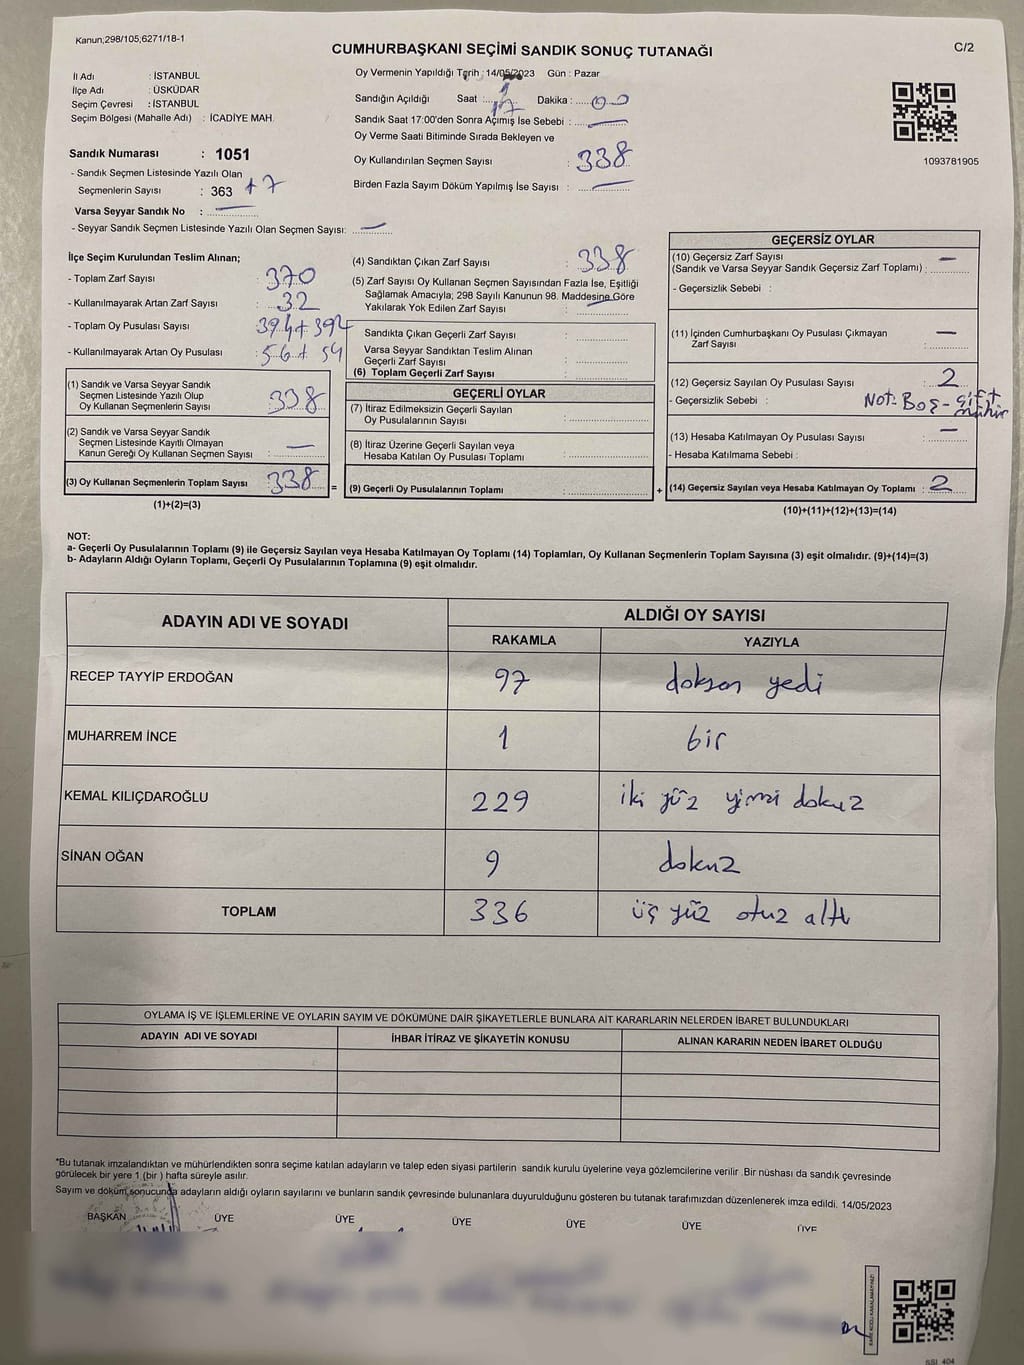 Kanun;298/105;6271/18-1
C/2
CUMHURBAŞKANI SEÇİMİ SANDIK SONUÇ TUTANAĞI
İl Adı : İSTANBUL
İlçe Adı : ÜSKÜDAR
Seçim Çevresi : İSTANBUL
Seçim Bölgesi (Mahalle Adı) : İCADİYE MAH.
Sandık Numarası : 1051
- Sandık Seçmen Listesinde Yazılı Olan
Seçmenlerin Sayısı : 363 +7
Varsa Seyyar Sandık No : —
- Seyyar Sandık Seçmen Listesinde Yazılı Olan Seçmen Sayısı: —
Oy Vermenin Yapıldığı Tarih : 14/05/2023 Gün : Pazar
Sandığın Açıldığı Saat : 17 Dakika : 00
Sandık Saat 17:00'den Sonra Açımış İse Sebebi : —
Oy Verme Saati Bitiminde Sırada Bekleyen ve
Oy Kullandırılan Seçmen Sayısı : 338
Birden Fazla Sayım Döküm Yapılmış İse Sayısı : —
1093781905
İlçe Seçim Kurulundan Teslim Alınan;
- Toplam Zarf Sayısı : 370
- Kullanılmayarak Artan Zarf Sayısı : 32
- Toplam Oy Pusulası Sayısı : 394+394
- Kullanılmayarak Artan Oy Pusulası : 56+
(1) Sandık ve Varsa Seyyar Sandık
Seçmen Listesinde Yazılı Olup
Oy Kullanan Seçmenlerin Sayısı : 338
(2) Sandık ve Varsa Seyyar Sandık
Seçmen Listesinde Kayıtlı Olmayan
Kanun Gereği Oy Kullanan Seçmen Sayısı : —
(3) Oy Kullanan Seçmenlerin Toplam Sayısı : 338 =
(1)+(2)=(3)
(4) Sandıktan Çıkan Zarf Sayısı : 338
(5) Zarf Sayısı Oy Kullanan Seçmen Sayısından Fazla İse, Eşitliği
Sağlamak Amacıyla; 298 Sayılı Kanunun 98. Maddesine Göre
Yakılarak Yok Edilen Zarf Sayısı : —
Sandıkta Çıkan Geçerli Zarf Sayısı :
Varsa Seyyar Sandıktan Teslim Alınan
Geçerli Zarf Sayısı :
(6) Toplam Geçerli Zarf Sayısı :
GEÇERLİ OYLAR
(7) İtiraz Edilmeksizin Geçerli Sayılan
Oy Pusulasının Sayısı :
(8) İtiraz Üzerine Geçerli Sayılan veya
Hesaba Katılan Oy Pusulası Toplamı :
(9) Geçerli Oy Pusulalarının Toplamı : +
GEÇERSİZ OYLAR
(10) Geçersiz Zarf Sayısı
(Sandık ve Varsa Seyyar Sandık Geçersiz Zarf Toplamı) : —
- Geçersizlik Sebebi :
(11) İçinden Cumhurbaşkanı Oy Pusulası Çıkmayan
Zarf Sayısı : —
(12) Geçersiz Sayılan Oy Pusulası Sayısı : 2
- Geçersizlik Sebebi : Not: Boş - çift
mühür
(13) Hesaba Katılmayan Oy Pusulası Sayısı : —
- Hesaba Katılmama Sebebi :
(14) Geçersiz Sayılan veya Hesaba Katılmayan Oy Toplamı : 2
(10)+(11)+(12)+(13)=(14)
NOT:
a- Geçerli Oy Pusulalarının Toplamı (9) ile Geçersiz Sayılan veya Hesaba Katılmayan Oy Toplamı (14) Toplamları, Oy Kullanan Seçmenlerin Toplam Sayısına (3) eşit olmalıdır. (9)+(14)=(3)
b- Adayların Aldığı Oyların Toplamı, Geçerli Oy Pusulalarının Toplamına (9) eşit olmalıdır.
ADAYIN ADI VE SOYADI
ALDIĞI OY SAYISI
RAKAMLA YAZIYLA
RECEP TAYYİP ERDOĞAN 97 doksan yedi
MUHARREM İNCE 1 bir
KEMAL KILIÇDAROĞLU 229 iki yüz yirmi dokuz
SİNAN OĞAN 9 dokuz
TOPLAM 336 üç yüz otuz altı
OYLAMA İŞ VE İŞLEMLERİNE VE OYLARIN SAYIM VE DÖKÜMÜNE DAİR ŞİKAYETLERLE BUNLARA AİT KARARLARIN NELERDEN İBARET BULUNDUKLARI
ADAYIN ADI VE SOYADI İHBAR İTİRAZ VE ŞİKAYETİN KONUSU ALINAN KARARIN NEDEN İBARET OLDUĞU
*Bu tutanak imzalandıktan ve mühürlendikten sonra seçime katılan adayların ve talep eden siyasi partilerin sandık kurulu üyelerine veya gözlemcilerine verilir. Bir nüshası da sandık çevresinde
görülecek bir yere 1 (bir) hafta süreyle asılır.
Sayım ve döküm sonucunda adayların aldığı oyların sayılarını ve bunların sandık çevresinde bulunanlara duyurulduğunu gösteren bu tutanak tarafımızdan düzenlenerek imza edildi. 14/05/2023
BAŞKAN ÜYE ÜYE ÜYE ÜYE ÜYE ÜYE
KARE KODU KARALAMAYINIZ!
SSI_404